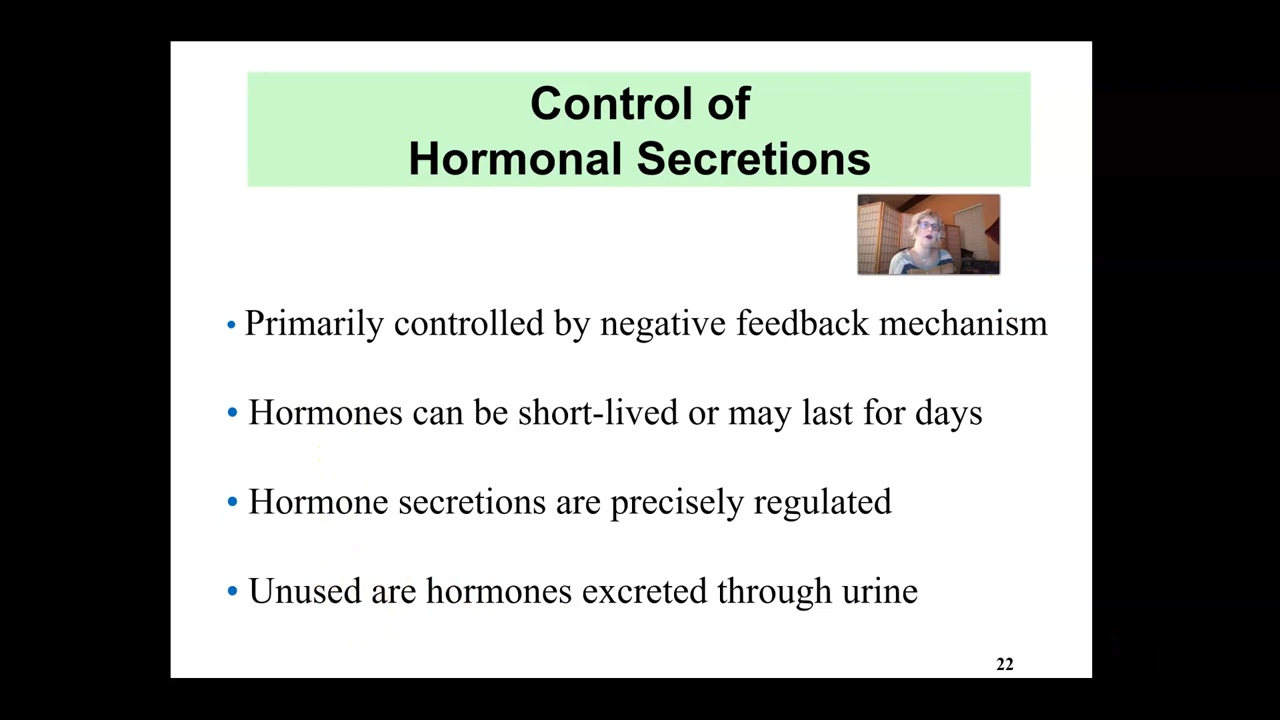 Control of
Hormonal Secretions
• Primarily controlled by negative feedback mechanism
• Hormones can be short-lived or may last for days
• Hormone secretions are precisely regulated
• Unused are hormones excreted through urine
22